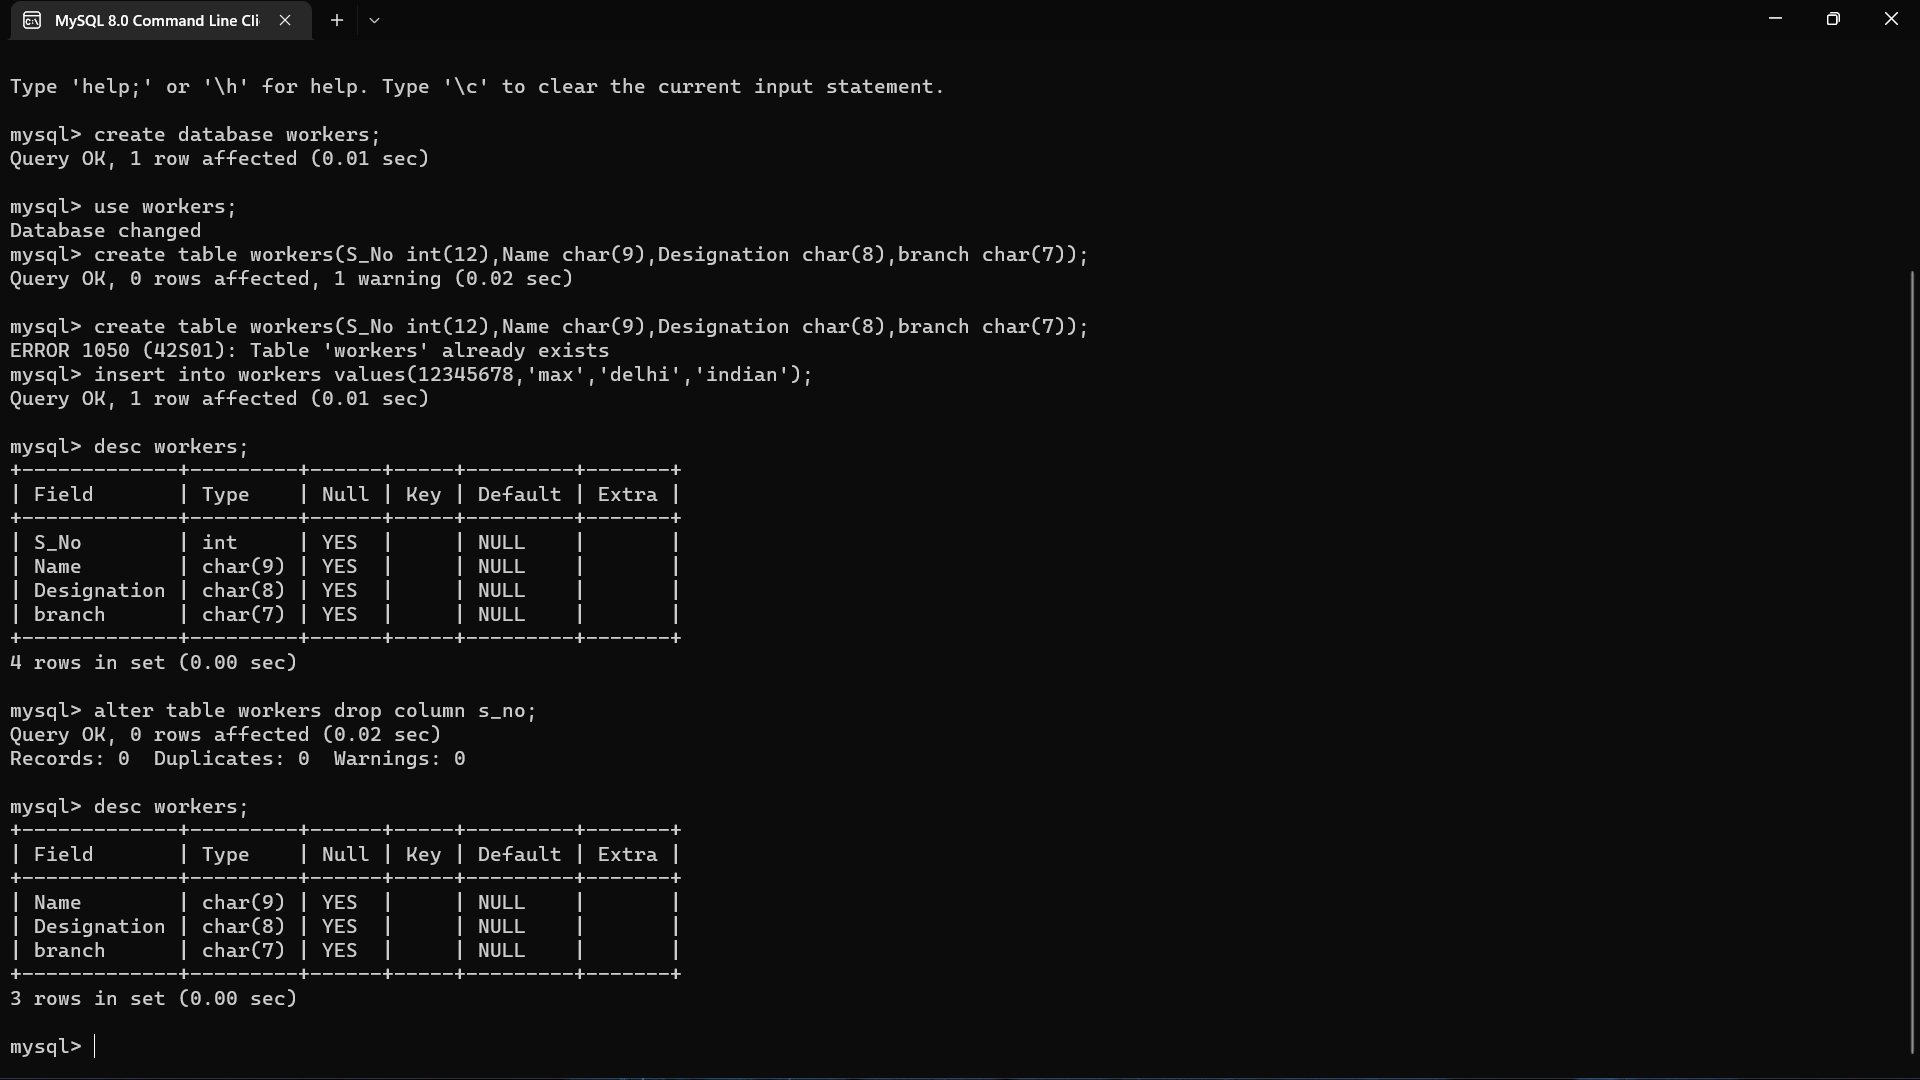 MySQL 8.0 Command Line Cli
Type 'help;' or '\h' for help. Type '\c' to clear the current input statement.
mysql> create database workers;
Query OK, 1 row affected (0.01 sec)
mysql> use workers;
Database changed
mysql> create table workers(S_No int(12),Name char(9),Designation char(8),branch char(7));
Query OK, 0 rows affected, 1 warning (0.02 sec)
mysql> create table workers(S_No int(12),Name char(9),Designation char(8),branch char(7));
ERROR 1050 (42S01): Table 'workers' already exists
mysql> insert into workers values(12345678,'max','delhi','indian');
Query OK, 1 row affected (0.01 sec)
mysql> desc workers;
+-------------+---------+------+-----+---------+-------+
| Field       | Type    | Null | Key | Default | Extra |
+-------------+---------+------+-----+---------+-------+
| S_No        | int     | YES  |     | NULL    |       |
| Name        | char(9) | YES  |     | NULL    |       |
| Designation | char(8) | YES  |     | NULL    |       |
| branch      | char(7) | YES  |     | NULL    |       |
+-------------+---------+------+-----+---------+-------+
4 rows in set (0.00 sec)
mysql> alter table workers drop column s_no;
Query OK, 0 rows affected (0.02 sec)
Records: 0  Duplicates: 0  Warnings: 0
mysql> desc workers;
+-------------+---------+------+-----+---------+-------+
| Field       | Type    | Null | Key | Default | Extra |
+-------------+---------+------+-----+---------+-------+
| Name        | char(9) | YES  |     | NULL    |       |
| Designation | char(8) | YES  |     | NULL    |       |
| branch      | char(7) | YES  |     | NULL    |       |
+-------------+---------+------+-----+---------+-------+
3 rows in set (0.00 sec)
mysql>